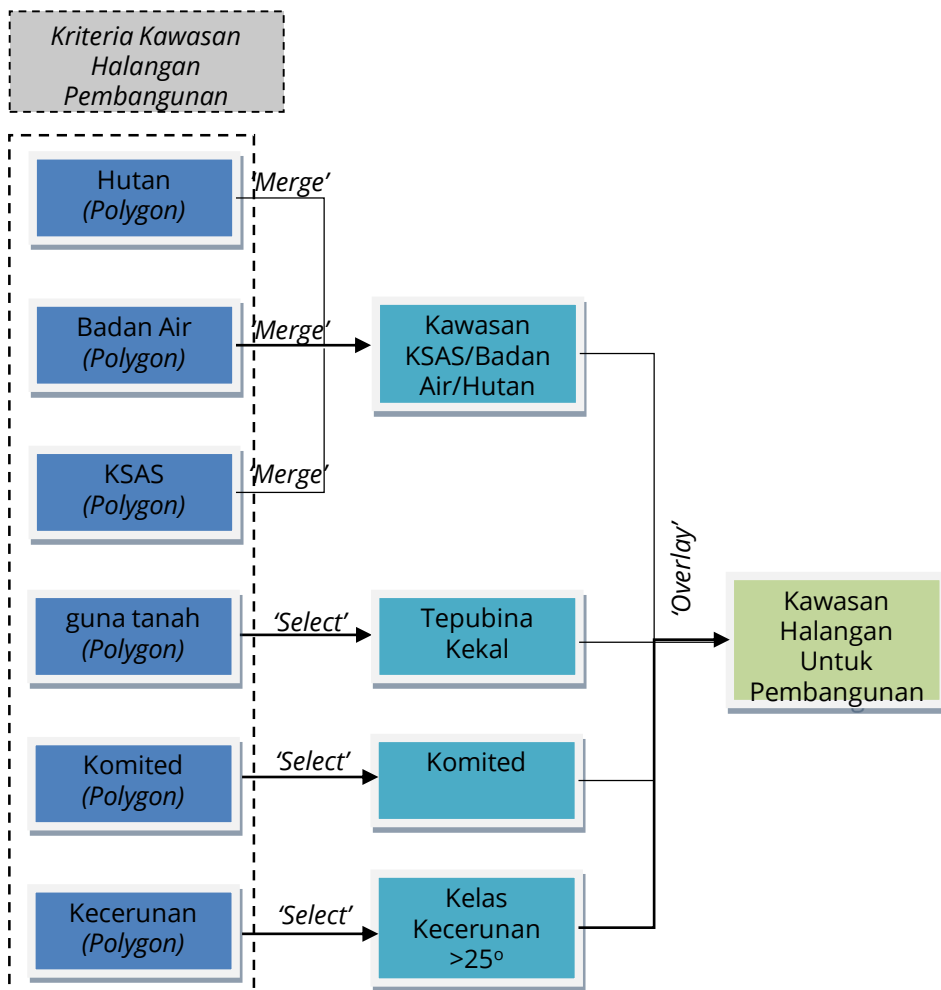 Kriteria Kawasan
Halangan
Pembangunan
Hutan
(Polygon)
'Merge'
Badan Air
(Polygon)
'Merge'
Kawasan
KSAS/Badan
Air/Hutan
KSAS
(Polygon)
'Merge'
'Overlay'
guna tanah
(Polygon)
'Select'
Tepubina
Kekal
Kawasan
Halangan
Untuk
Pembangunan
Komited
(Polygon)
'Select'
Komited
Kecerunan
(Polygon)
'Select'
Kelas
Kecerunan
>25º